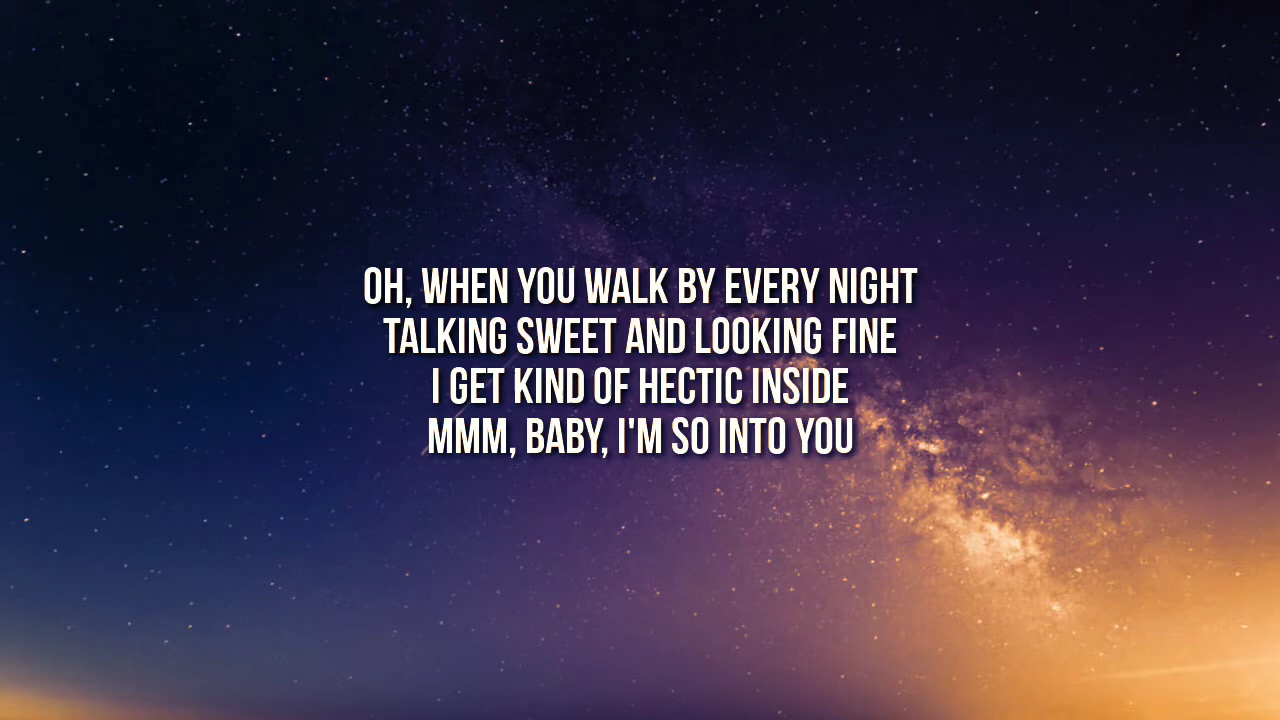 OH, WHEN YOU WALK BY EVERY NIGHT
TALKING SWEET AND LOOKING FINE
I GET KIND OF HECTIC INSIDE
MMM, BABY, I'M SO INTO YOU